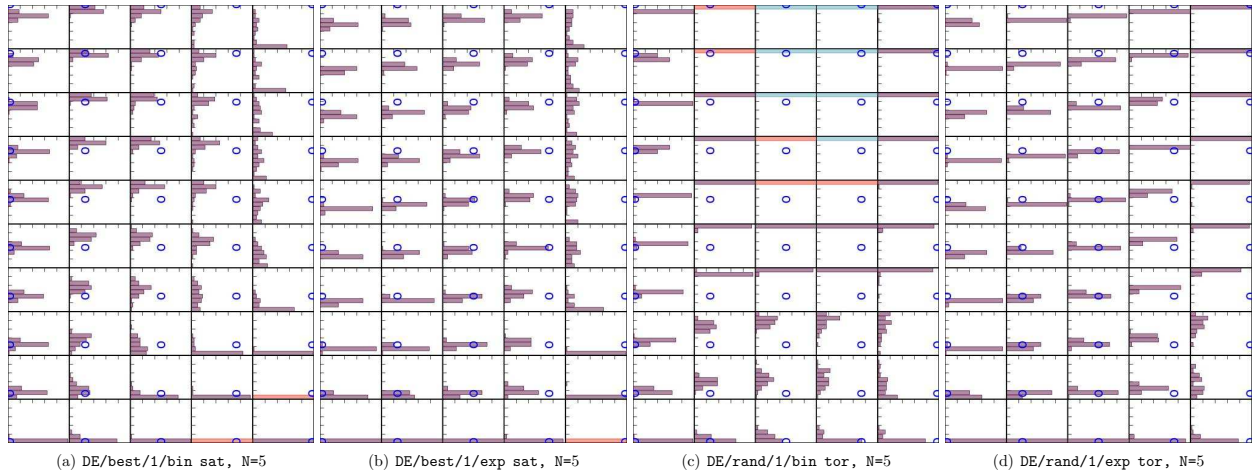 (a) DE/best/1/bin sat, N=5
(b) DE/best/1/exp sat, N=5
(c) DE/rand/1/bin tor, N=5
(d) DE/rand/1/exp tor, N=5